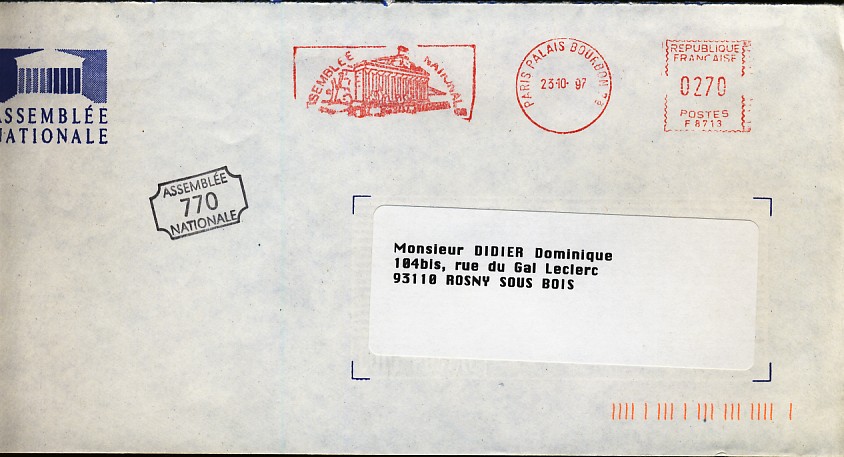 ASSEMBLÉE
NATIONALE
ASSEMBLÉE NATIONALE
PARIS PALAIS BOURBON
23-10- 97
REPUBLIQUE
FRANCAISE
0270
POSTES
F 8713
ASSEMBLÉE
770
NATIONALE
Monsieur DIDIER Dominique
104bis, rue du Gal Leclerc
93110 ROSNY SOUS BOIS